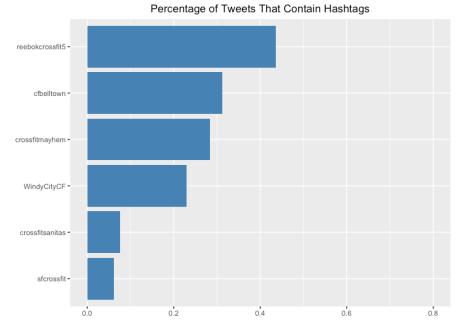 Percentage of Tweets That Contain Hashtags
reebokcrossfit5
cfbelltown
crossfitmayhem
WindyCityCF
crossfitsanitas
sfcrossfit
0.0 0.2 0.4 0.6 0.8